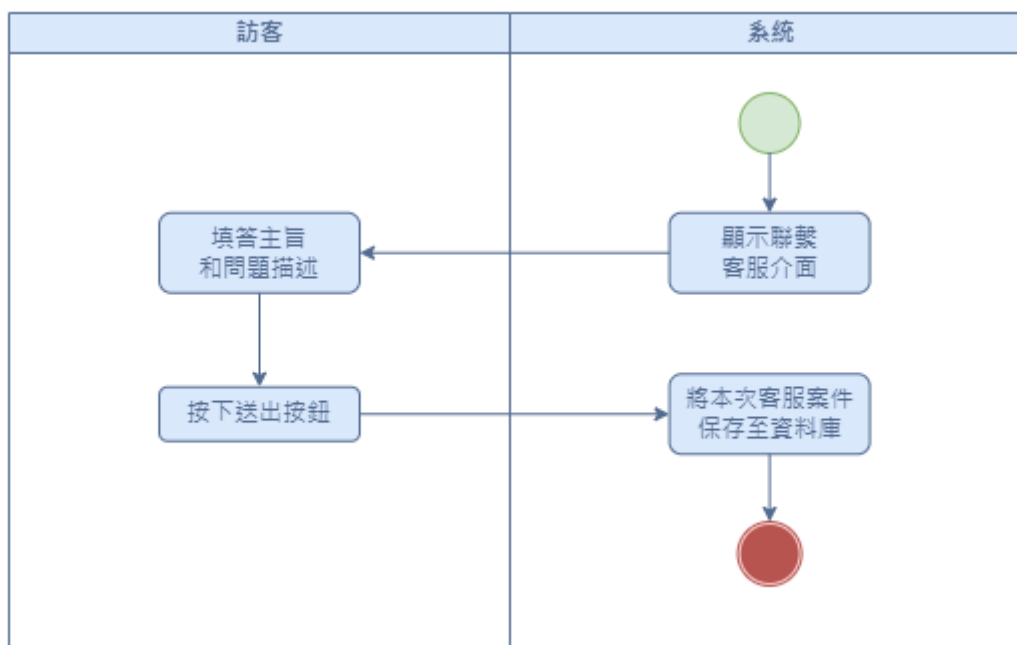 訪客
系統
顯示聯繫
客服介面
填答主旨
和問題描述
按下送出按鈕
將本次客服案件
保存至資料庫